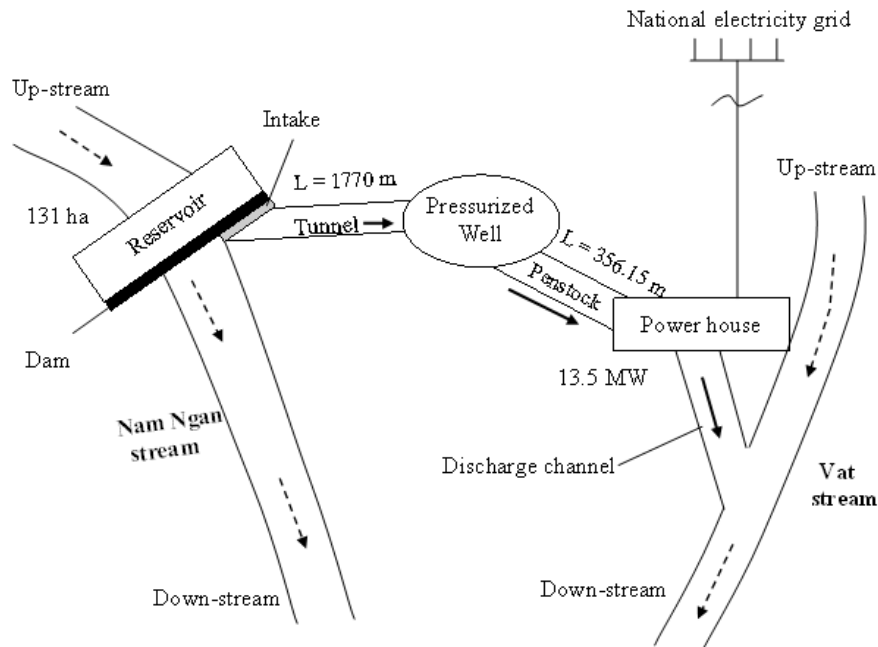 National electricity grid
Up-stream
Intake
Up-stream
L = 1770 m
131 ha
Reservoir
Tunnel
Pressurized
Well
L = 356.15 m
Penstock
Power house
Dam
13.5 MW
Nam Ngan
stream
Discharge channel
Vat
stream
Down-stream
Down-stream